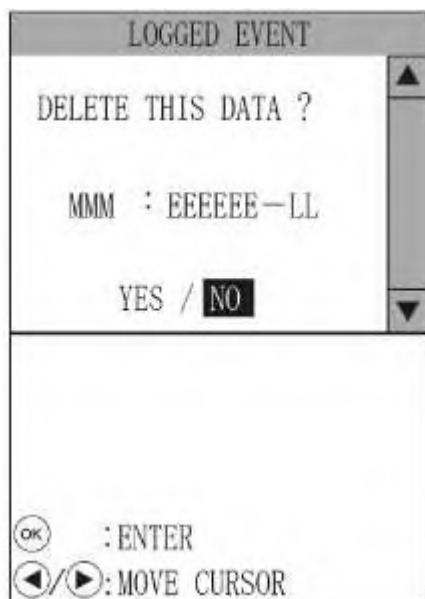 LOGGED EVENT
DELETE THIS DATA ?
MMM : EEEEEE-LL
YES / NO
OK :ENTER
◀/▶:MOVE CURSOR